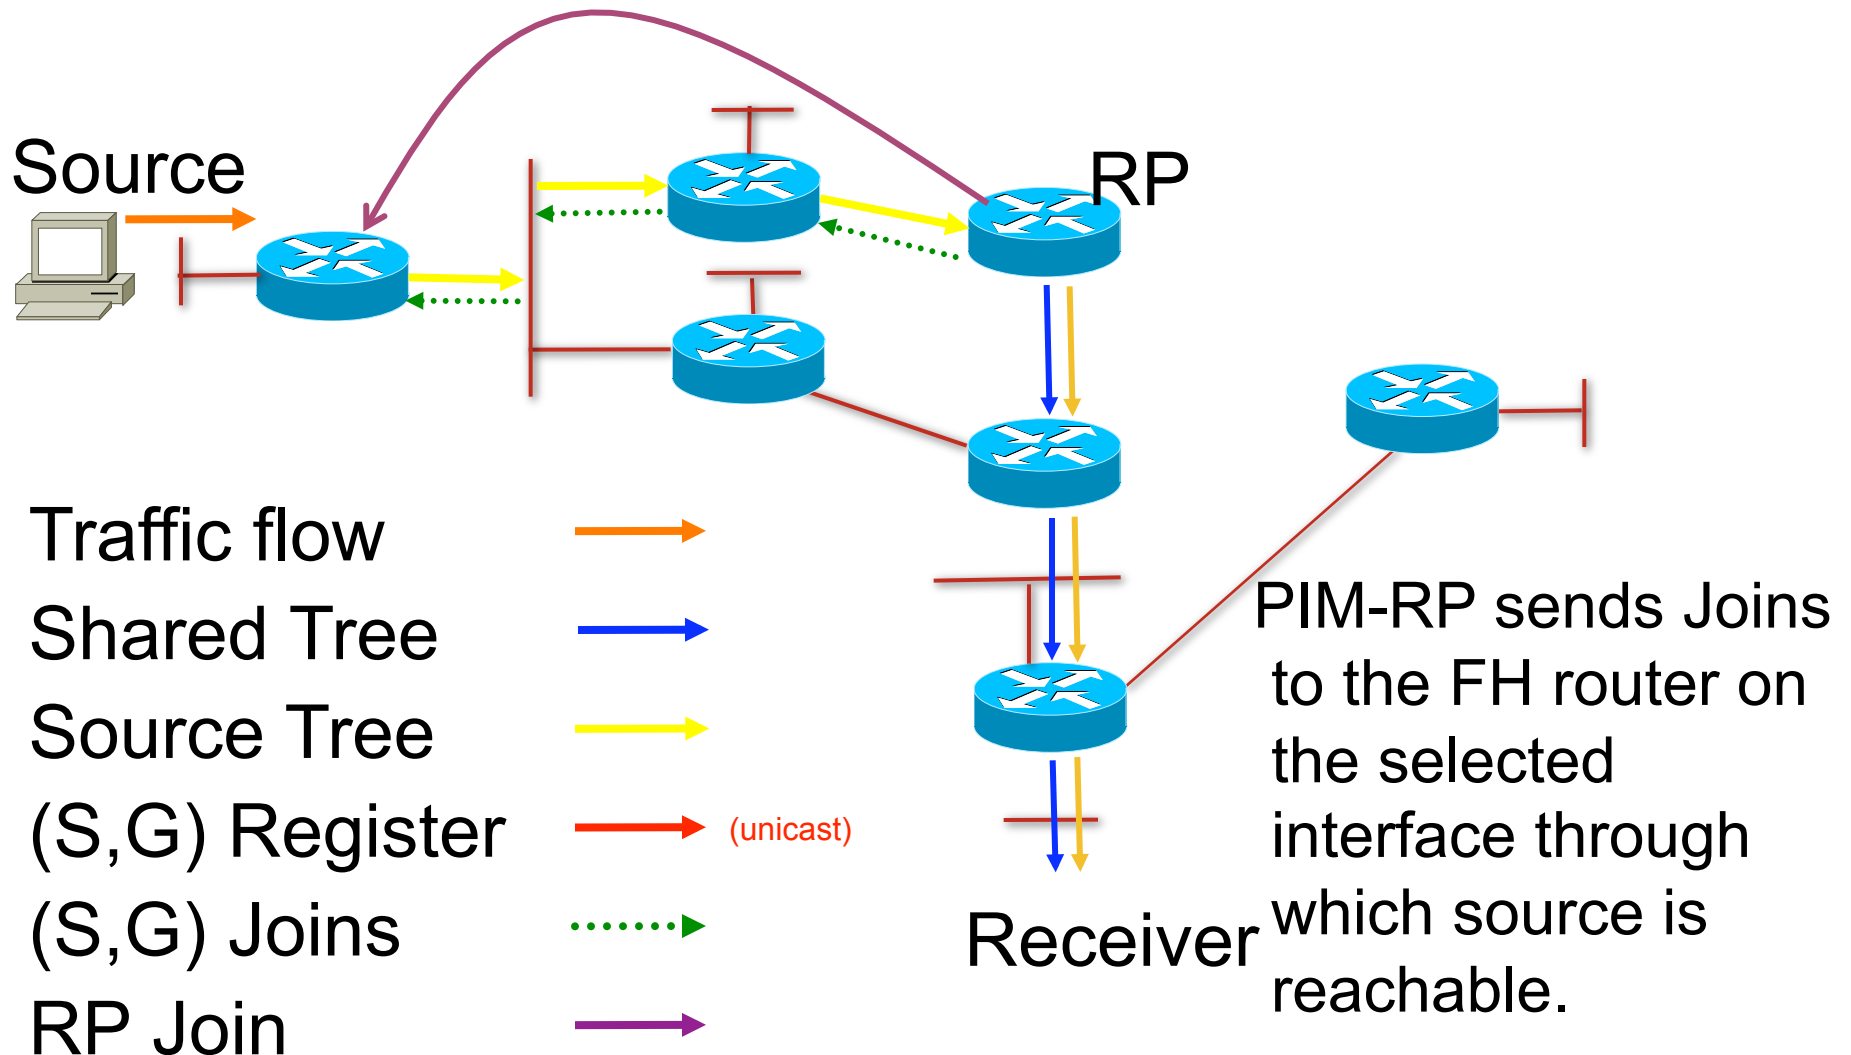 Source
RP
Traffic flow
Shared Tree
Source Tree
(S,G) Register
(unicast)
(S,G) Joins
RP Join
Receiver
PIM-RP sends Joins
to the FH router on
the selected
interface through
which source is
reachable.